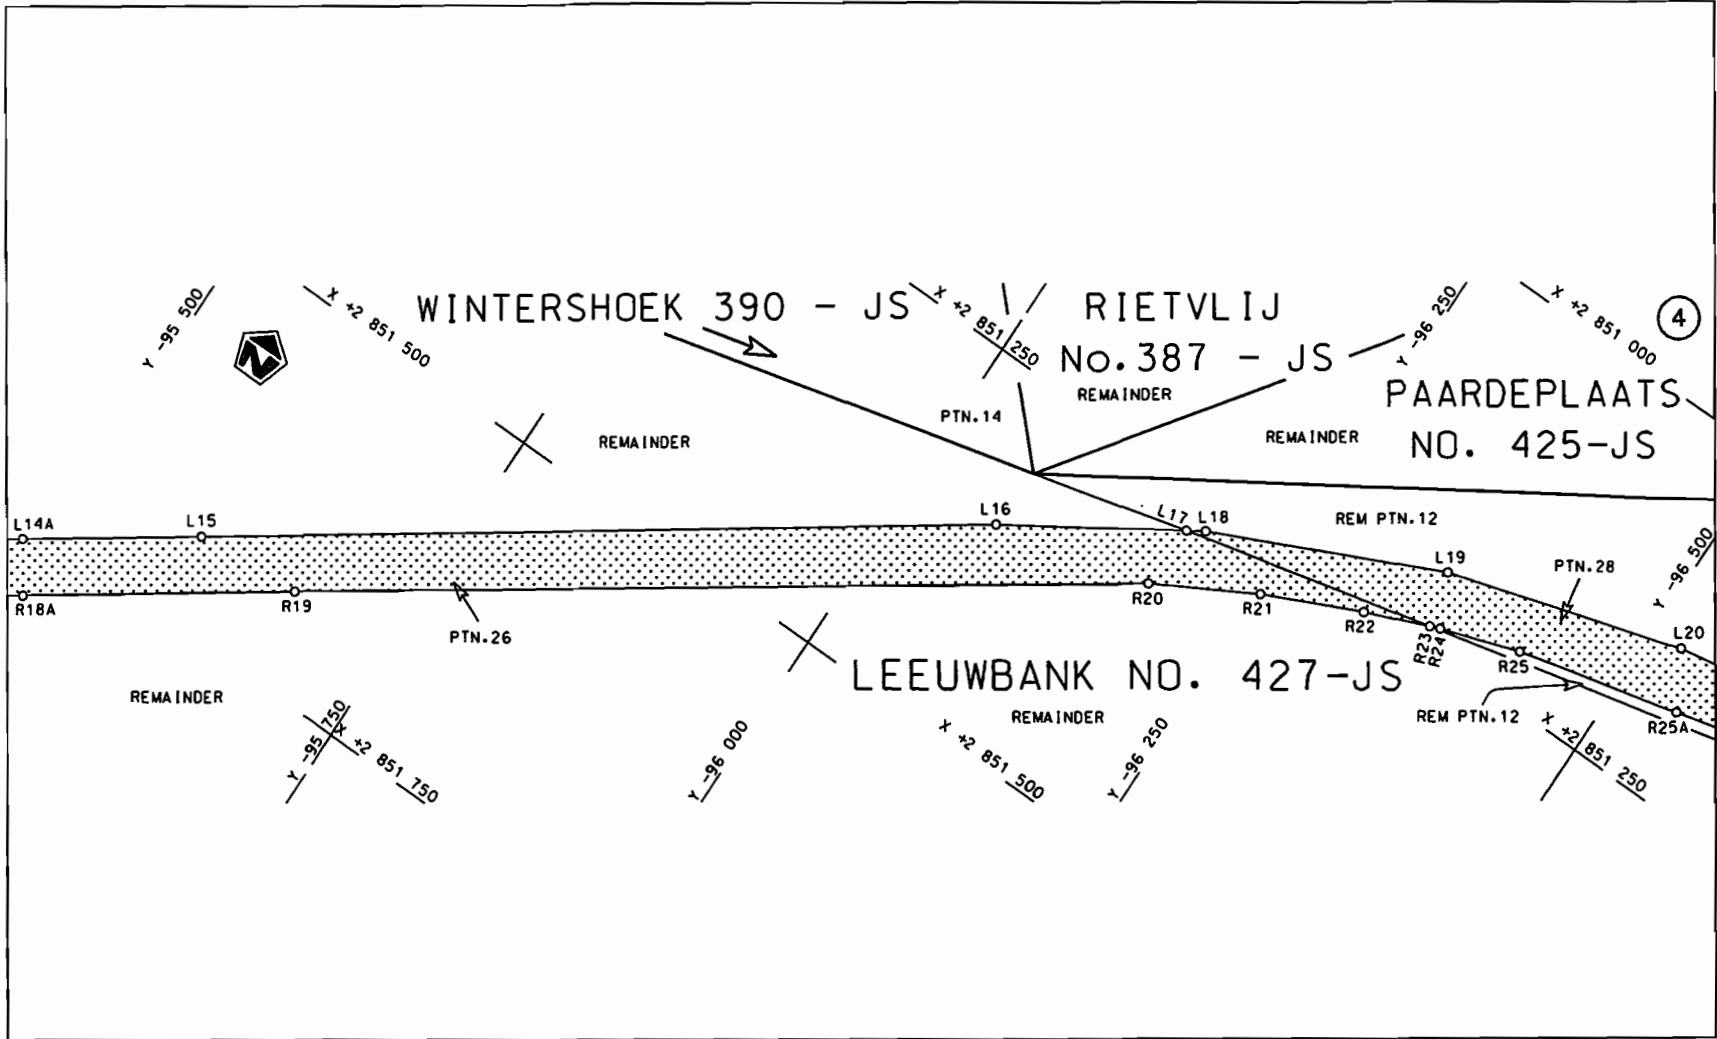 Y -95 500
X +2 851 500
WINTERSHOEK 390 - JS
X +2 851 250
RIETVLIJ
No.387 - JS
REMAINDER
Y -96 250
X +2 851 000
4
PAARDEPLAATS
NO. 425-JS
REMAINDER
PTN.14
REMAINDER
L14A
L15
L16
L17
L18
REM PTN.12
L19
PTN.28
Y -96 500
L20
R18A
R19
PTN.26
R20
R21
R22
R23
R24
R25
R25A
REM PTN.12
LEEUWBANK NO. 427-JS
REMAINDER
REMAINDER
Y -95 750
X +2 851 750
Y -96 000
X +2 851 500
Y -96 250
X +2 851 250